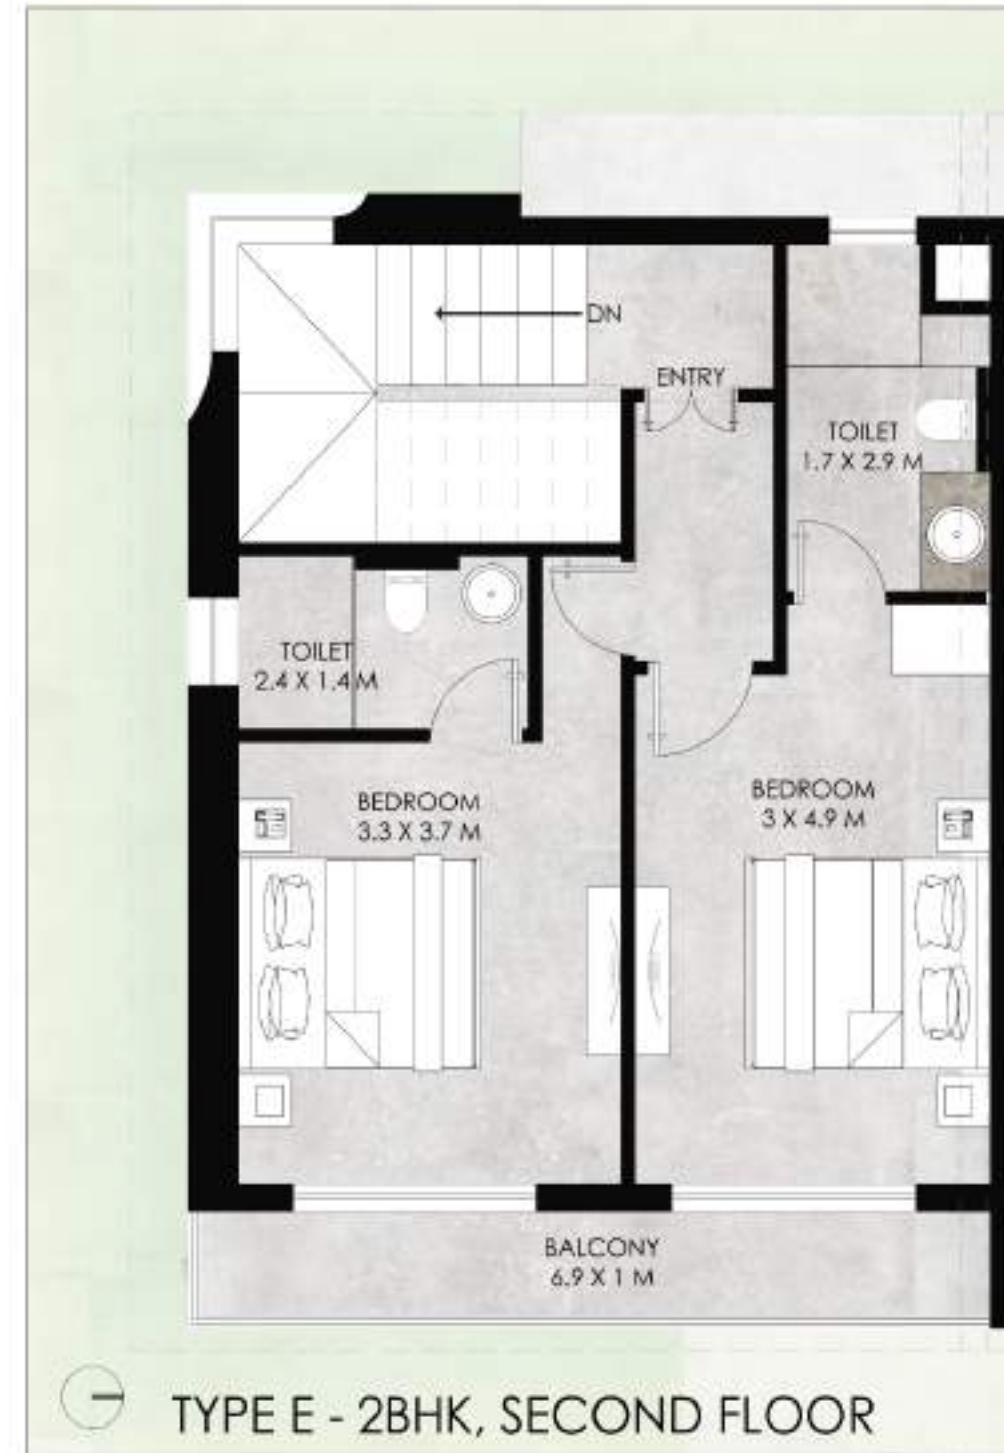 DN
ENTRY
TOILET
1.7 X 2.9 M
TOILET
2.4 X 1.4 M
BEDROOM
3.3 X 3.7 M
BEDROOM
3 X 4.9 M
BALCONY
6.9 X 1 M
TYPE E - 2BHK, SECOND FLOOR